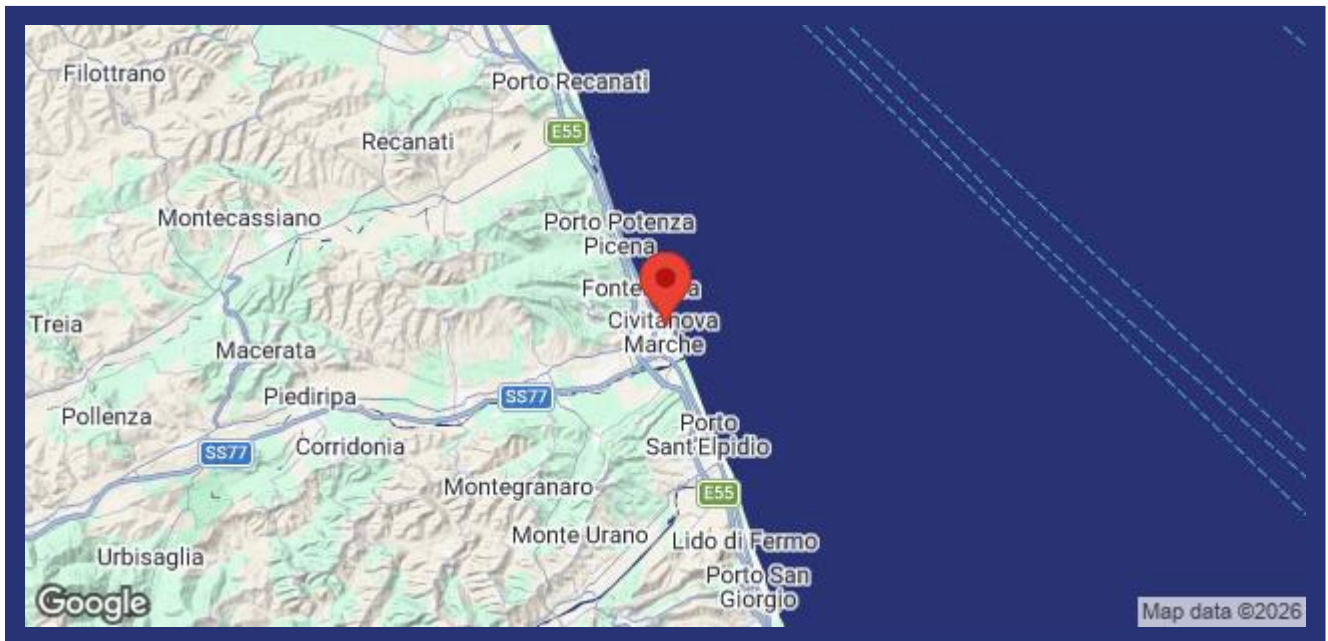 Filottrano
Porto Recanati
E55
Recanati
Montecassiano
Porto Potenza
Picena
Civitanova
Marche
Treia
Macerata
Piediripa
SS77
Pollenza
Porto
Sant'Elpidio
Corridonia
SS77
Montegranaro
E55
Monte Urano
Lido di Fermo
Urbisaglia
Porto San
Giorgio
Google
Map data ©2026